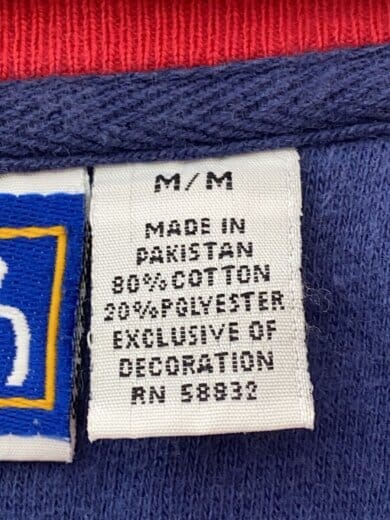 M/M
MADE IN
PAKISTAN
80% COTTON
20% POLYESTER
EXCLUSIVE OF
DECORATION
RN 58832